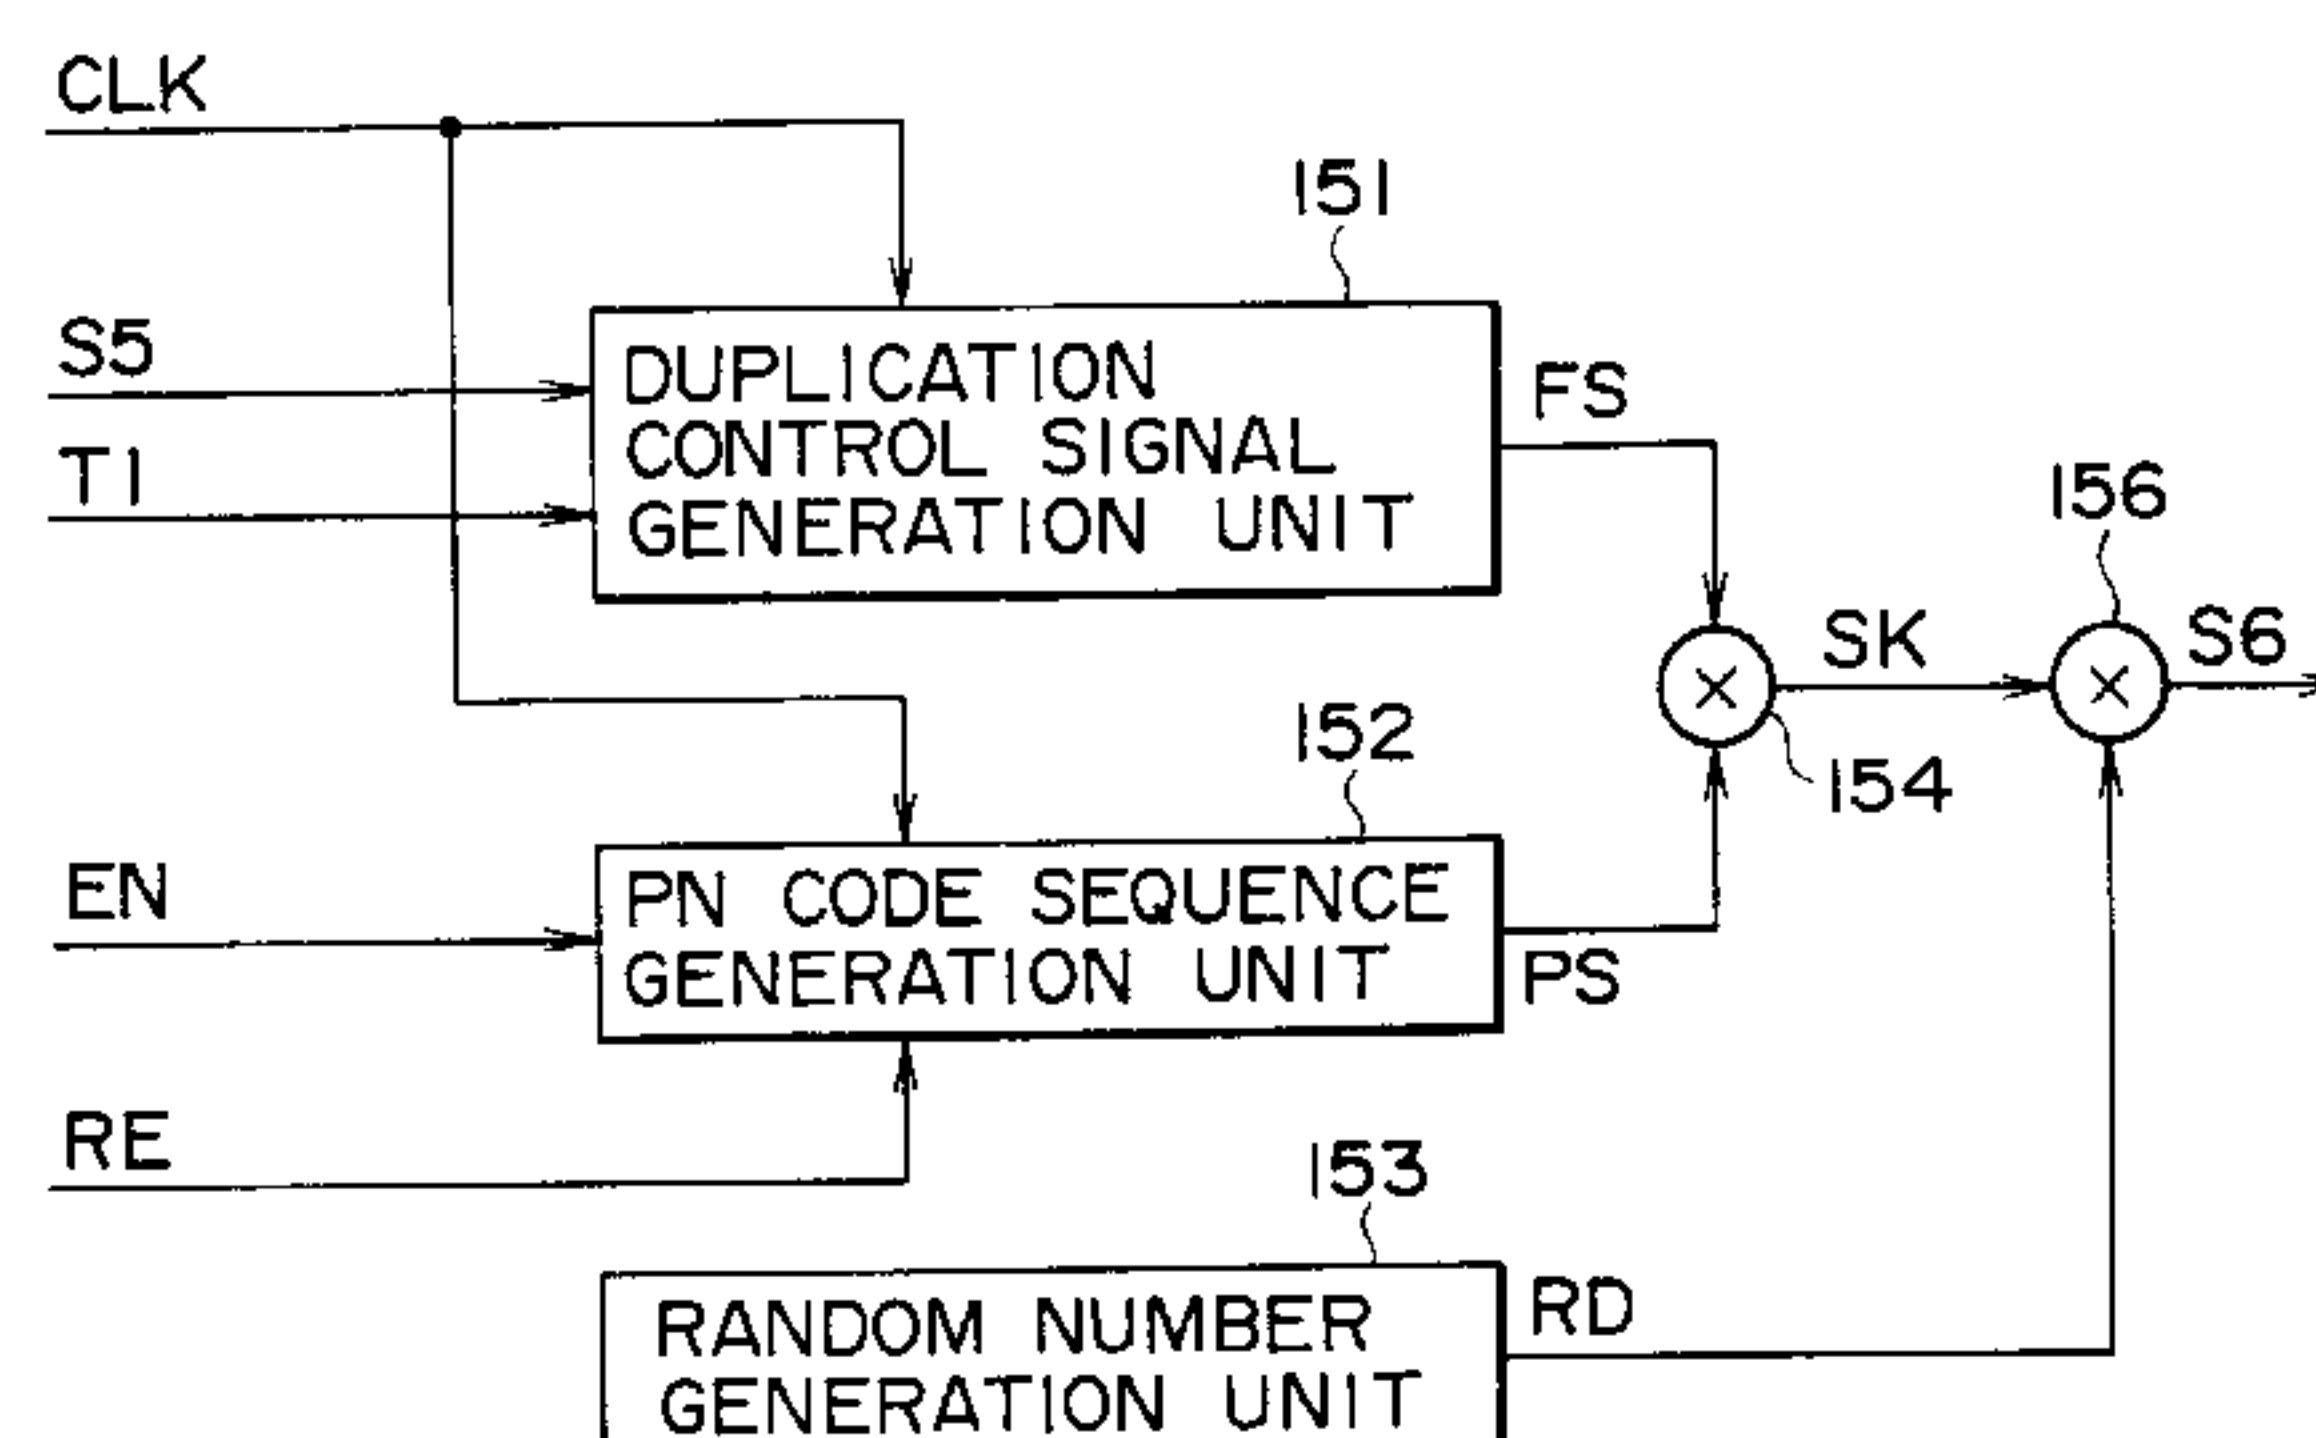 CLK
151
S5
DUPLICATION
CONTROL SIGNAL
GENERATION UNIT
FS
T1
156
SK
S6
152
154
EN
PN CODE SEQUENCE
GENERATION UNIT
PS
RE
153
RANDOM NUMBER
GENERATION UNIT
RD